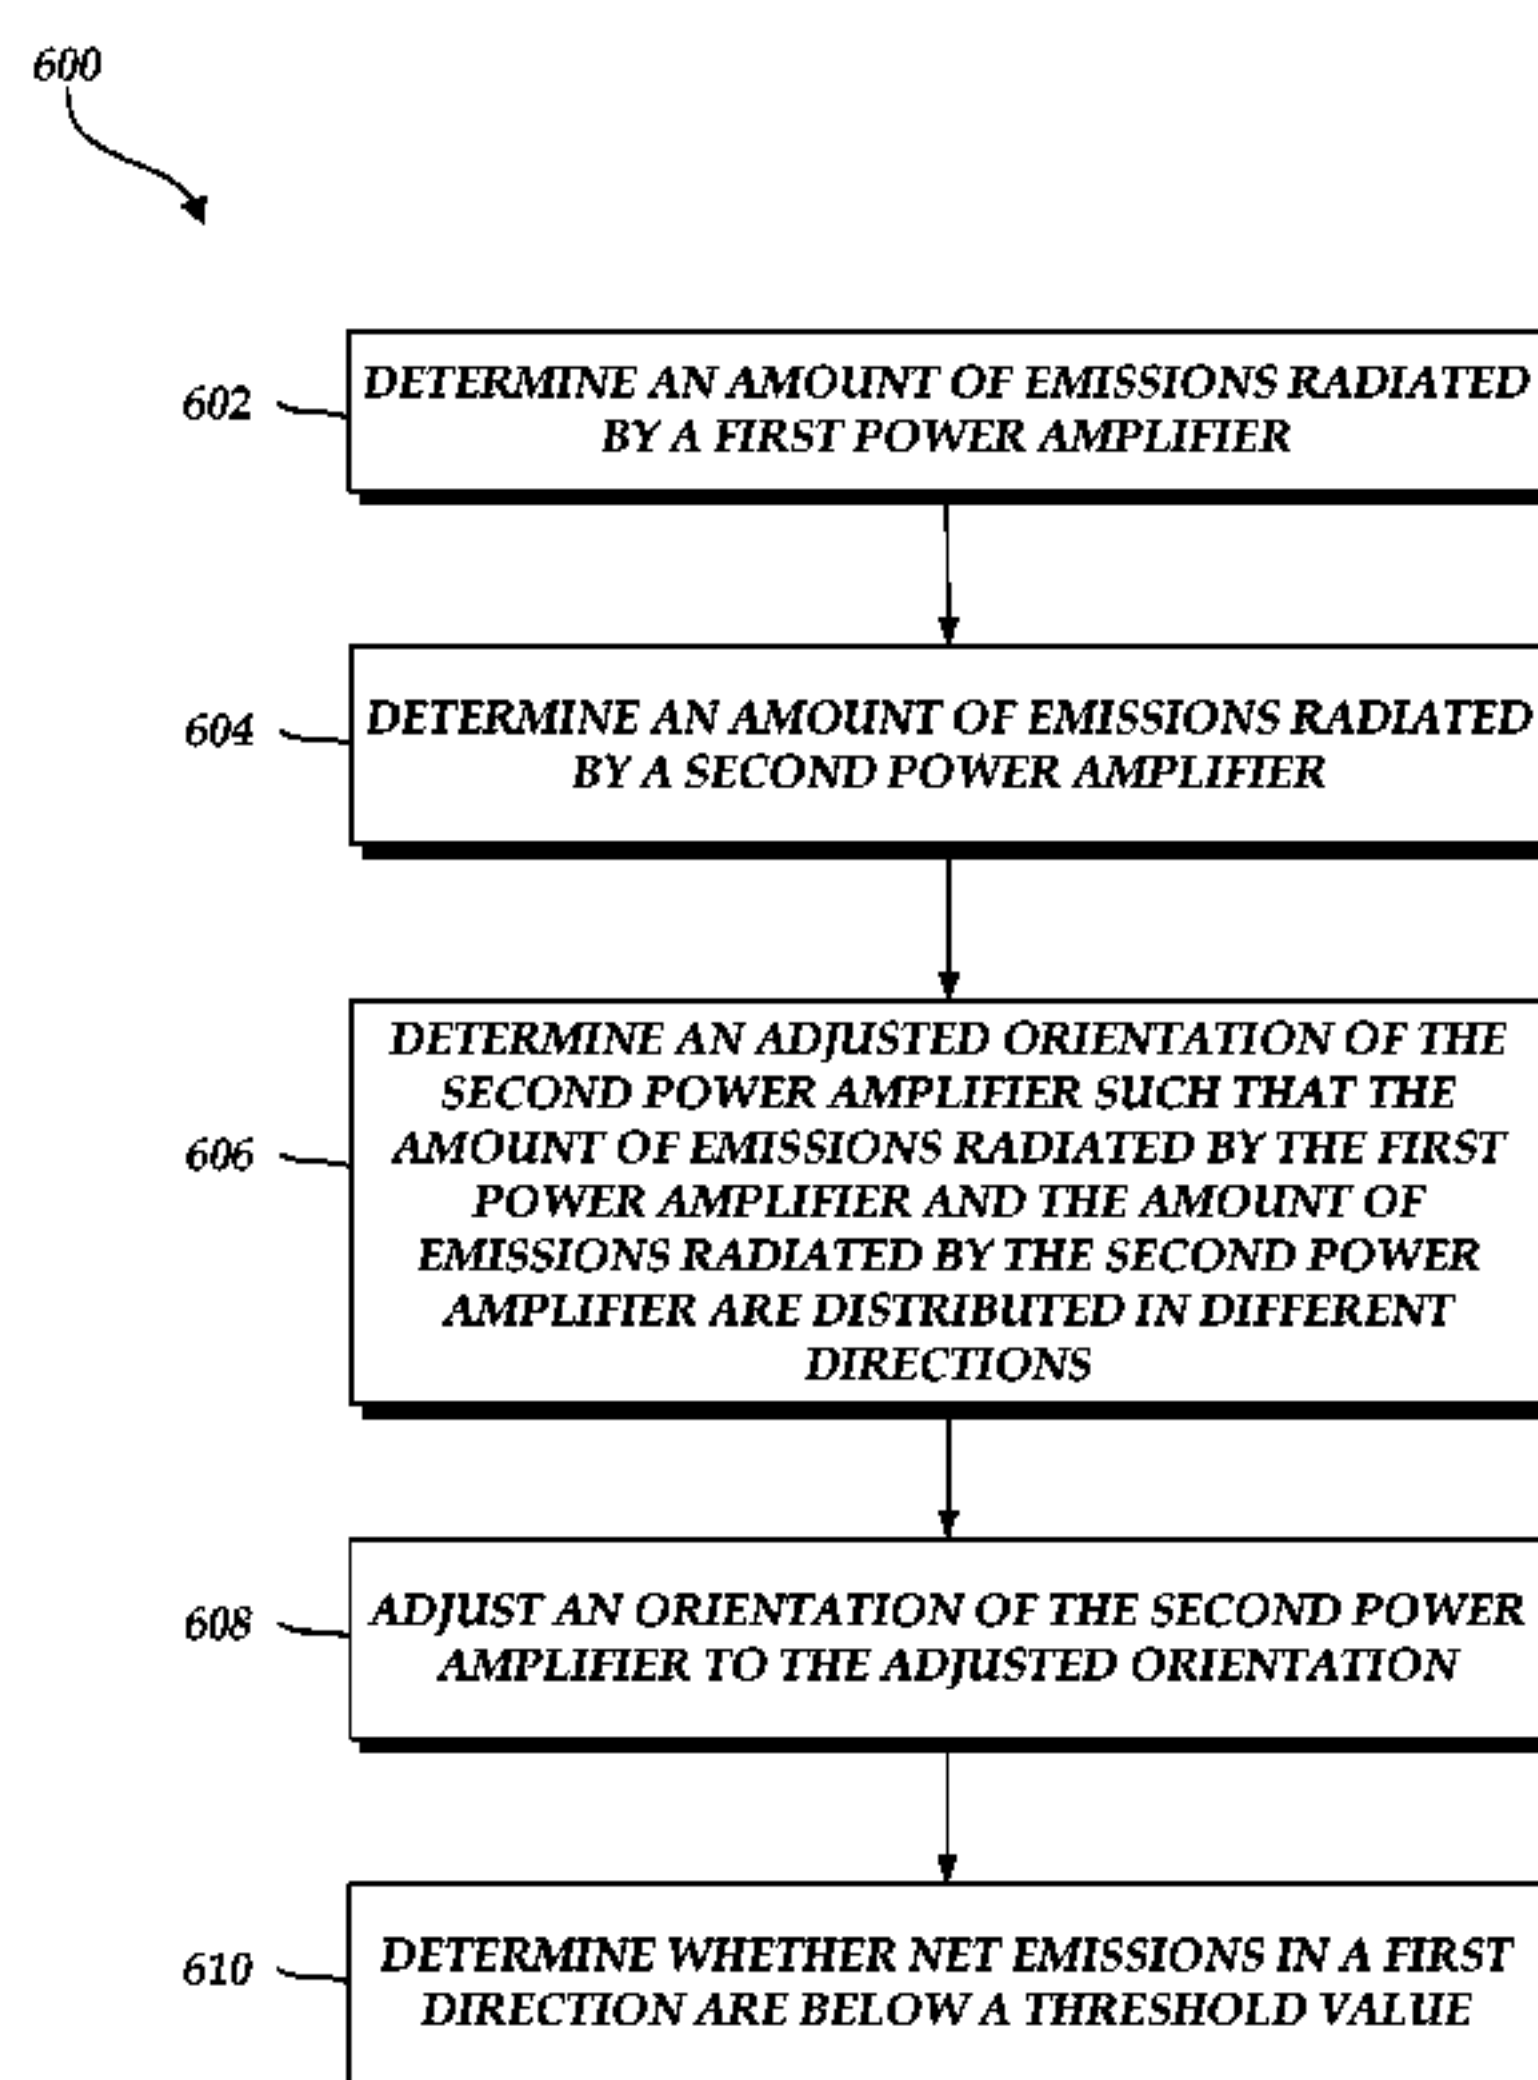 600
602
DETERMINE AN AMOUNT OF EMISSIONS RADIATED
BY A FIRST POWER AMPLIFIER
604
DETERMINE AN AMOUNT OF EMISSIONS RADIATED
BY A SECOND POWER AMPLIFIER
606
DETERMINE AN ADJUSTED ORIENTATION OF THE
SECOND POWER AMPLIFIER SUCH THAT THE
AMOUNT OF EMISSIONS RADIATED BY THE FIRST
POWER AMPLIFIER AND THE AMOUNT OF
EMISSIONS RADIATED BY THE SECOND POWER
AMPLIFIER ARE DISTRIBUTED IN DIFFERENT
DIRECTIONS
608
ADJUST AN ORIENTATION OF THE SECOND POWER
AMPLIFIER TO THE ADJUSTED ORIENTATION
610
DETERMINE WHETHER NET EMISSIONS IN A FIRST
DIRECTION ARE BELOW A THRESHOLD VALUE